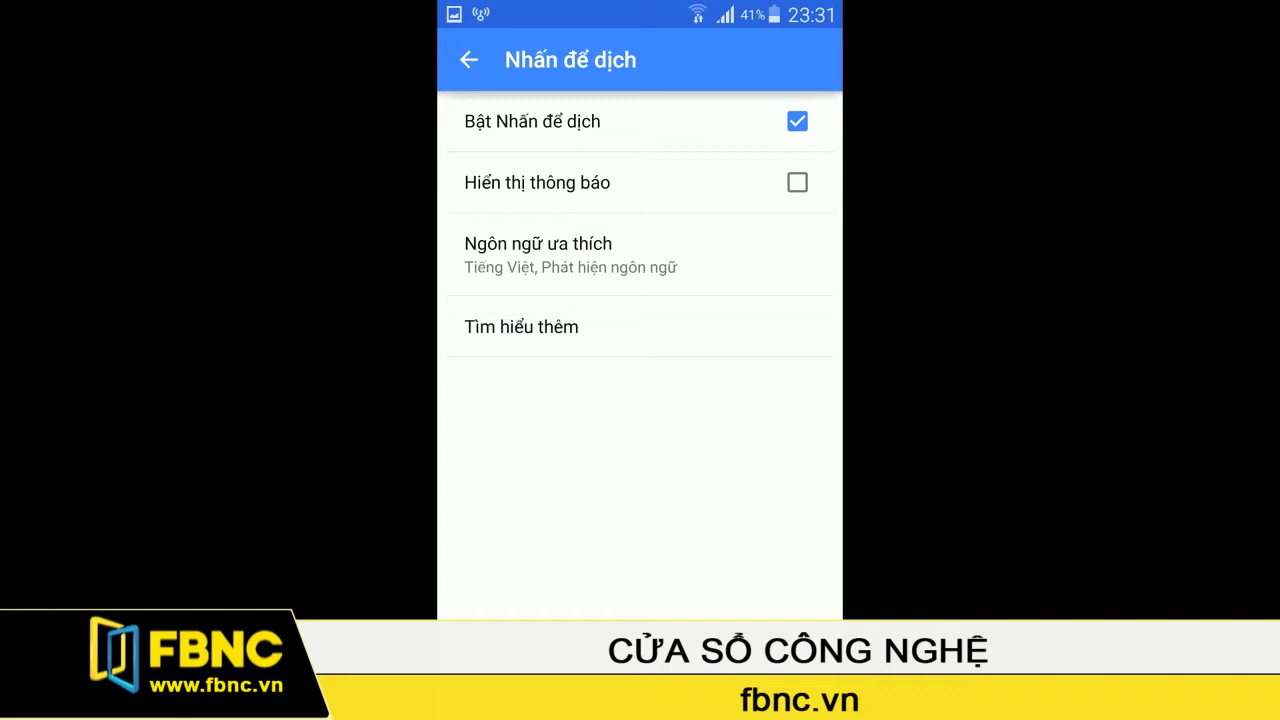 41% 23:31
Nhấn để dịch
Bật Nhấn để dịch
Hiển thị thông báo
Ngôn ngữ ưa thích
Tiếng Việt, Phát hiện ngôn ngữ
Tìm hiểu thêm
FBNC
www.fbnc.vn
CỬA SỔ CÔNG NGHỆ
fbnc.vn